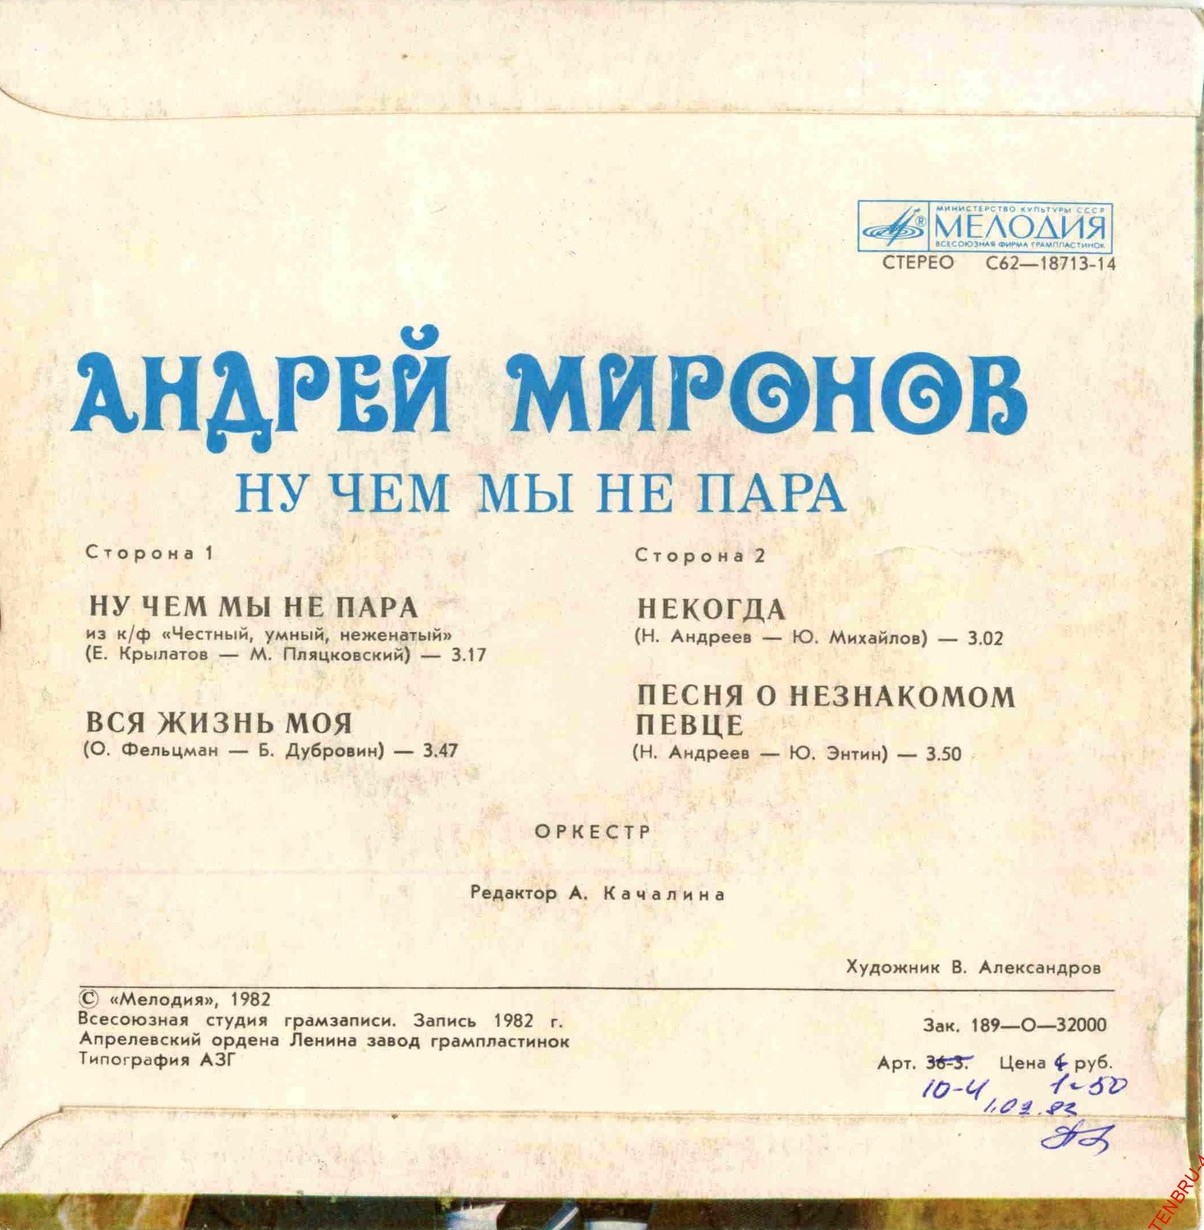 МИНИСТЕРСТВО КУЛЬТУРЫ СССР
МЕЛОДИЯ
ВСЕСОЮЗНАЯ ФИРМА ГРАМПЛАСТИНОК
СТЕРЕО С62—18713-14
АНДРЕЙ МИРОНОВ
НУ ЧЕМ МЫ НЕ ПАРА
Сторона 1
НУ ЧЕМ МЫ НЕ ПАРА
из к/ф «Честный, умный, неженатый»
(Е. Крылатов — М. Пляцковский) — 3.17
ВСЯ ЖИЗНЬ МОЯ
(О. Фельцман — Б. Дубровин) — 3.47
Сторона 2
НЕКОГДА
(Н. Андреев — Ю. Михайлов) — 3.02
ПЕСНЯ О НЕЗНАКОМОМ
ПЕВЦЕ
(Н. Андреев — Ю. Энтин) — 3.50
ОРКЕСТР
Редактор А. Качалина
Художник В. Александров
© «Мелодия», 1982
Всесоюзная студия грамзаписи. Запись 1982 г.
Апрелевский ордена Ленина завод грампластинок
Типография АЗГ
Зак. 189—О—32000
Арт. 36-3. Цена руб.
10-4 1-50